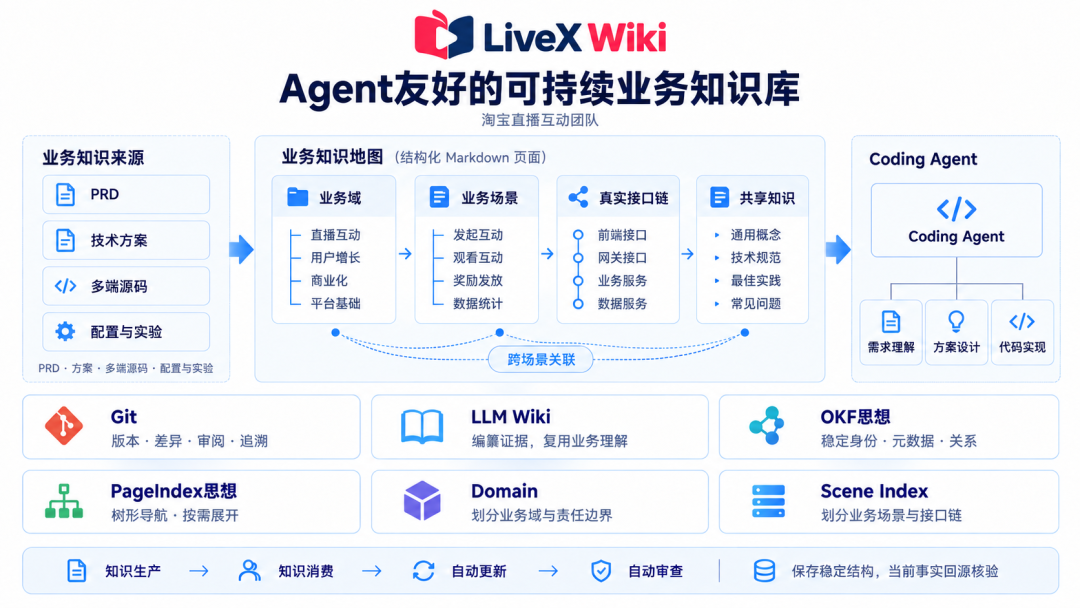 LiveX Wiki
Agent友好的可持续业务知识库
淘宝直播互动团队
业务知识来源
PRD
技术方案
多端源码
配置与实验
PRD · 方案 · 多端源码 · 配置与实验
业务知识地图 (结构化 Markdown 页面)
业务域
直播互动
用户增长
商业化
平台基础
业务场景
发起互动
观看互动
奖励发放
数据统计
真实接口链
前端接口
网关接口
业务服务
数据服务
共享知识
通用概念
技术规范
最佳实践
常见问题
跨场景关联
Coding Agent
Coding Agent
需求理解
方案设计
代码实现
Git
版本 · 差异 · 审阅 · 追溯
LLM Wiki
编纂证据，复用业务理解
OKF思想
稳定身份 · 元数据 · 关系
PageIndex思想
树形导航 · 按需展开
Domain
划分业务域与责任边界
Scene Index
划分业务场景与接口链
知识生产
知识消费
自动更新
自动审查
保存稳定结构，当前事实回源核验